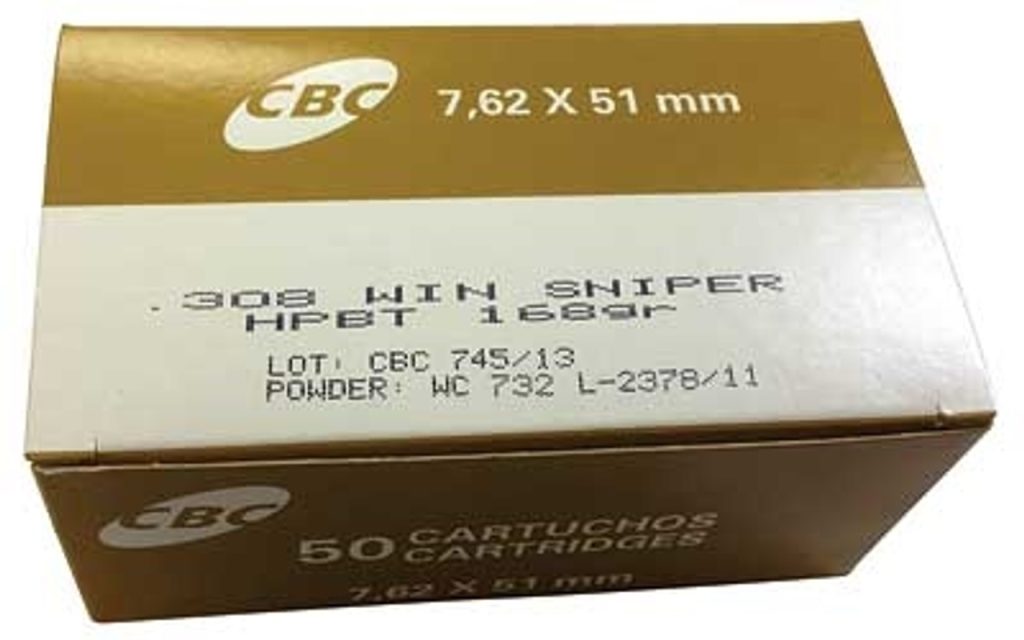 CBC 7,62 X 51 mm
.308 WIN SNIPER
HPBT 168gr
LOT: CBC 745/13
POWDER: WC 732 L-2378/11
CBC
50 CARTUCHOS
CARTRIDGES
7,62 X 51 mm